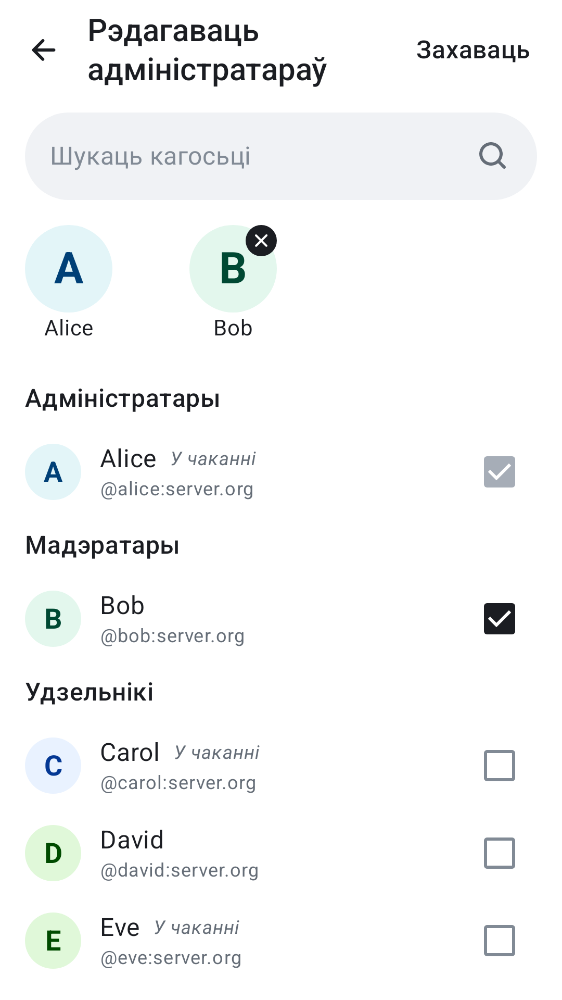 Рэдагаваць
адміністратараў
Захаваць
Шукаць кагосьці
A
B
Alice
Bob
Адміністратары
A
Alice У чаканні
@alice:server.org
Мадэратары
B
Bob
@bob:server.org
Удзельнікі
C
Carol У чаканні
@carol:server.org
D
David
@david:server.org
E
Eve У чаканні
@eve:server.org